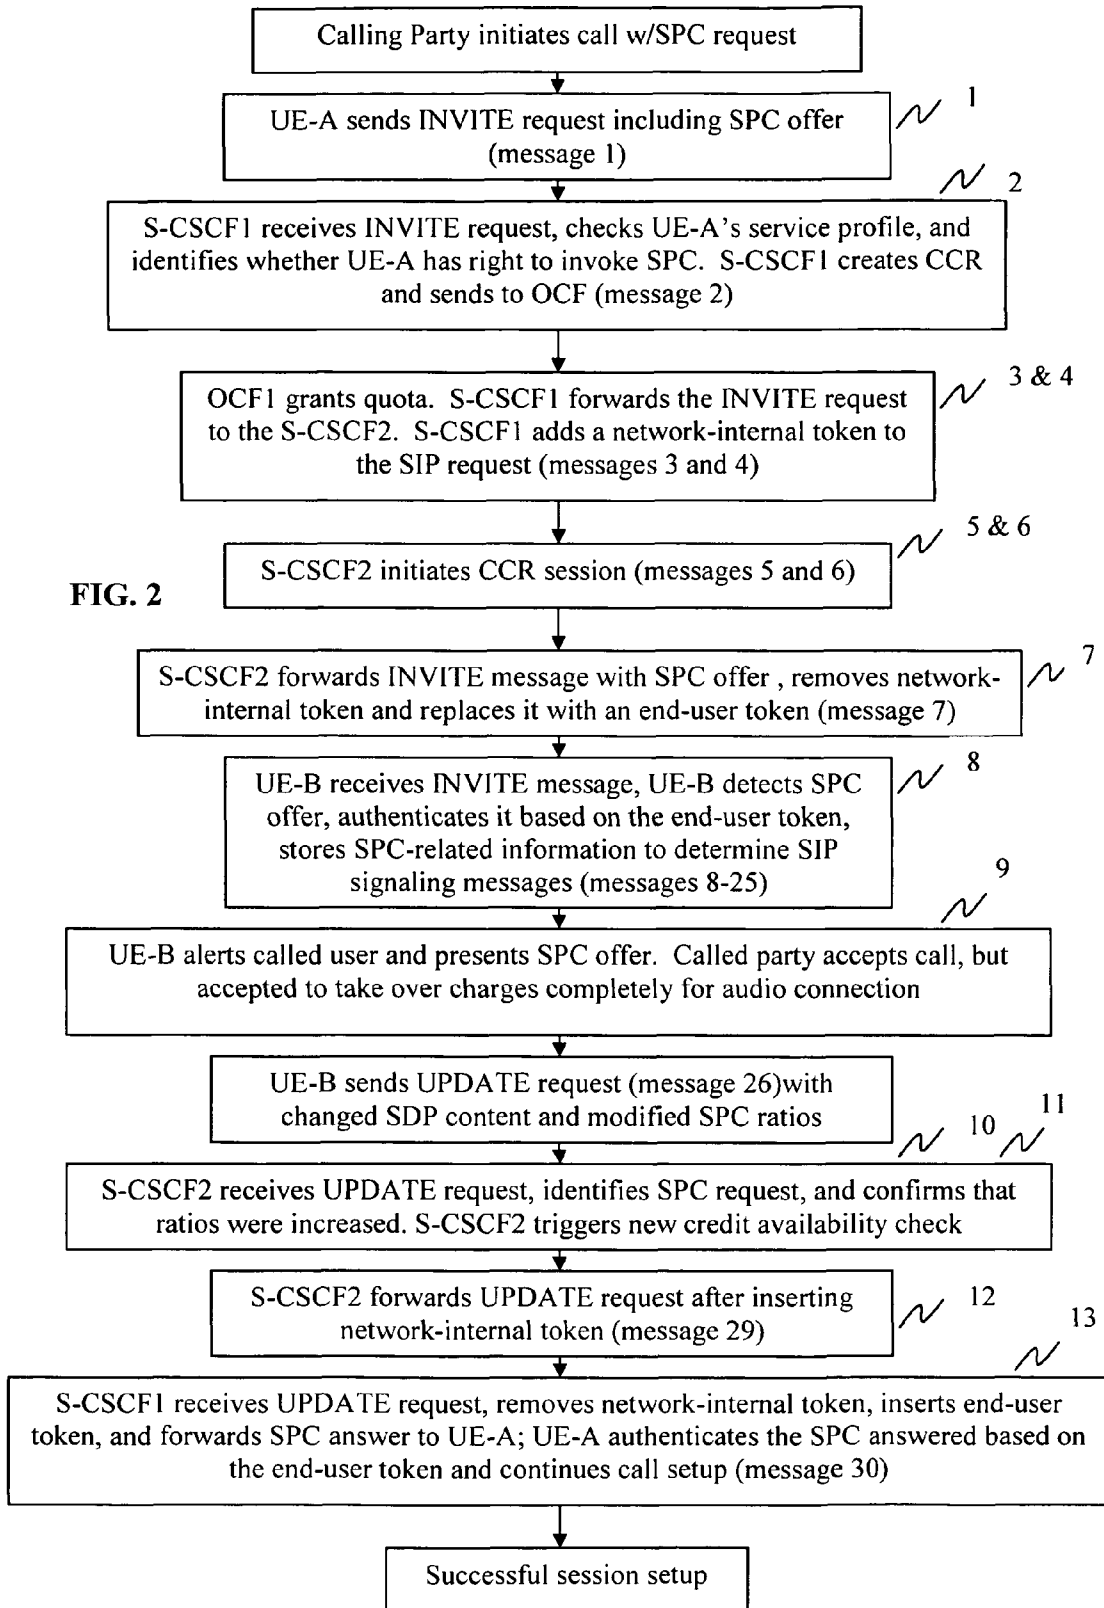 Calling Party initiates call w/SPC request
1
UE-A sends INVITE request including SPC offer
(message 1)
2
S-CSCF1 receives INVITE request, checks UE-A's service profile, and
identifies whether UE-A has right to invoke SPC. S-CSCF1 creates CCR
and sends to OCF (message 2)
3 & 4
OCF1 grants quota. S-CSCF1 forwards the INVITE request
to the S-CSCF2. S-CSCF1 adds a network-internal token to
the SIP request (messages 3 and 4)
5 & 6
S-CSCF2 initiates CCR session (messages 5 and 6)
FIG. 2
7
S-CSCF2 forwards INVITE message with SPC offer , removes network-
internal token and replaces it with an end-user token (message 7)
8
UE-B receives INVITE message, UE-B detects SPC
offer, authenticates it based on the end-user token,
stores SPC-related information to determine SIP
signaling messages (messages 8-25)
9
UE-B alerts called user and presents SPC offer. Called party accepts call, but
accepted to take over charges completely for audio connection
UE-B sends UPDATE request (message 26)with
changed SDP content and modified SPC ratios
10
11
S-CSCF2 receives UPDATE request, identifies SPC request, and confirms that
ratios were increased. S-CSCF2 triggers new credit availability check
12
S-CSCF2 forwards UPDATE request after inserting
network-internal token (message 29)
13
S-CSCF1 receives UPDATE request, removes network-internal token, inserts end-user
token, and forwards SPC answer to UE-A; UE-A authenticates the SPC answered based on
the end-user token and continues call setup (message 30)
Successful session setup